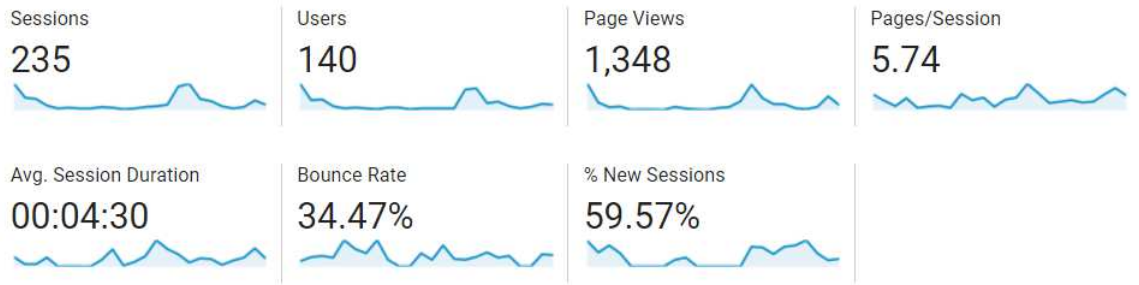 Sessions
235
Users
140
Page Views
1,348
Pages/Session
5.74
Avg. Session Duration
00:04:30
Bounce Rate
34.47%
% New Sessions
59.57%